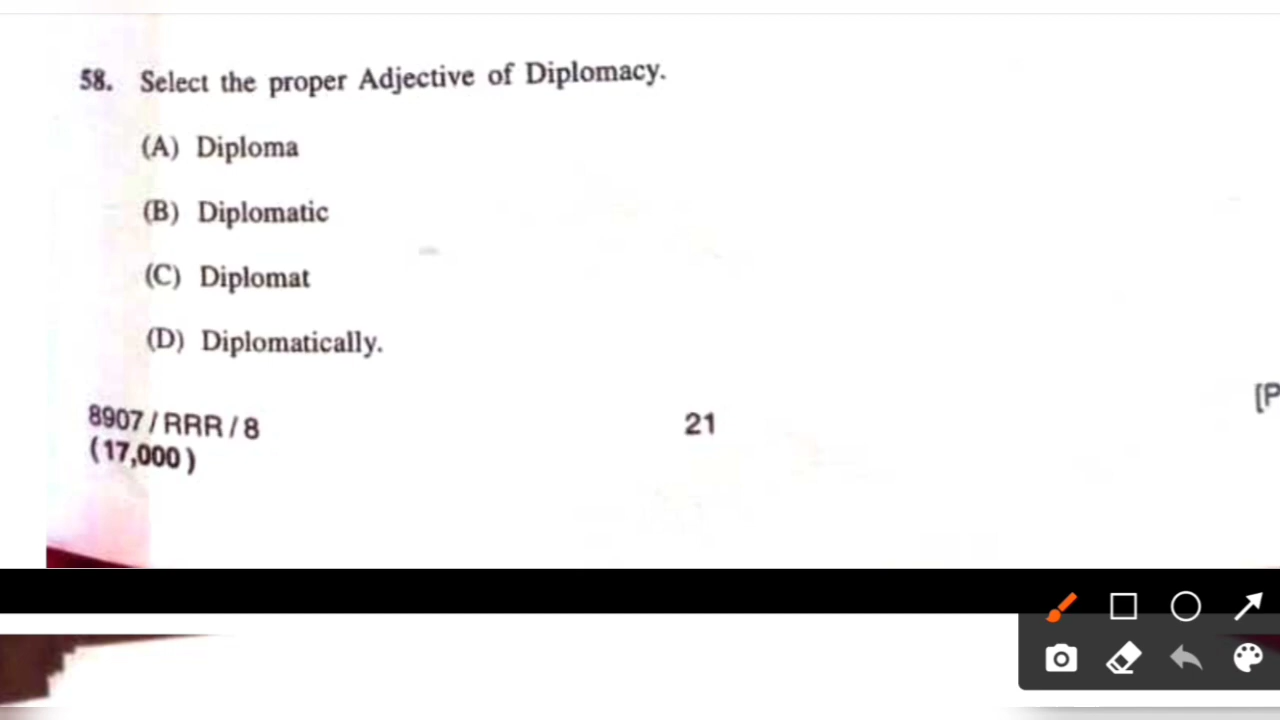 58. Select the proper Adjective of Diplomacy.
(A) Diploma
(B) Diplomatic
(C) Diplomat
(D) Diplomatically.
8907 / RRR / 8
21
[P
(17,000)